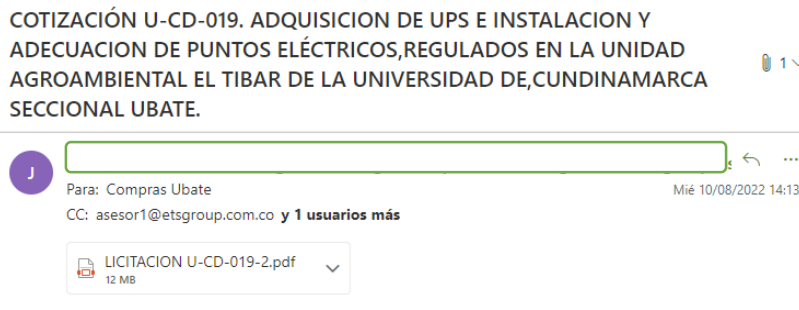 COTIZACIÓN U-CD-019. ADQUISICION DE UPS E INSTALACION Y
ADECUACION DE PUNTOS ELÉCTRICOS,REGULADOS EN LA UNIDAD
AGROAMBIENTAL EL TIBAR DE LA UNIVERSIDAD DE,CUNDINAMARCA
SECCIONAL UBATE.
1
J
Para: Compras Ubate
Mié 10/08/2022 14:13
CC: asesor1@etsgroup.com.co y 1 usuarios más
LICITACION U-CD-019-2.pdf
12 MB